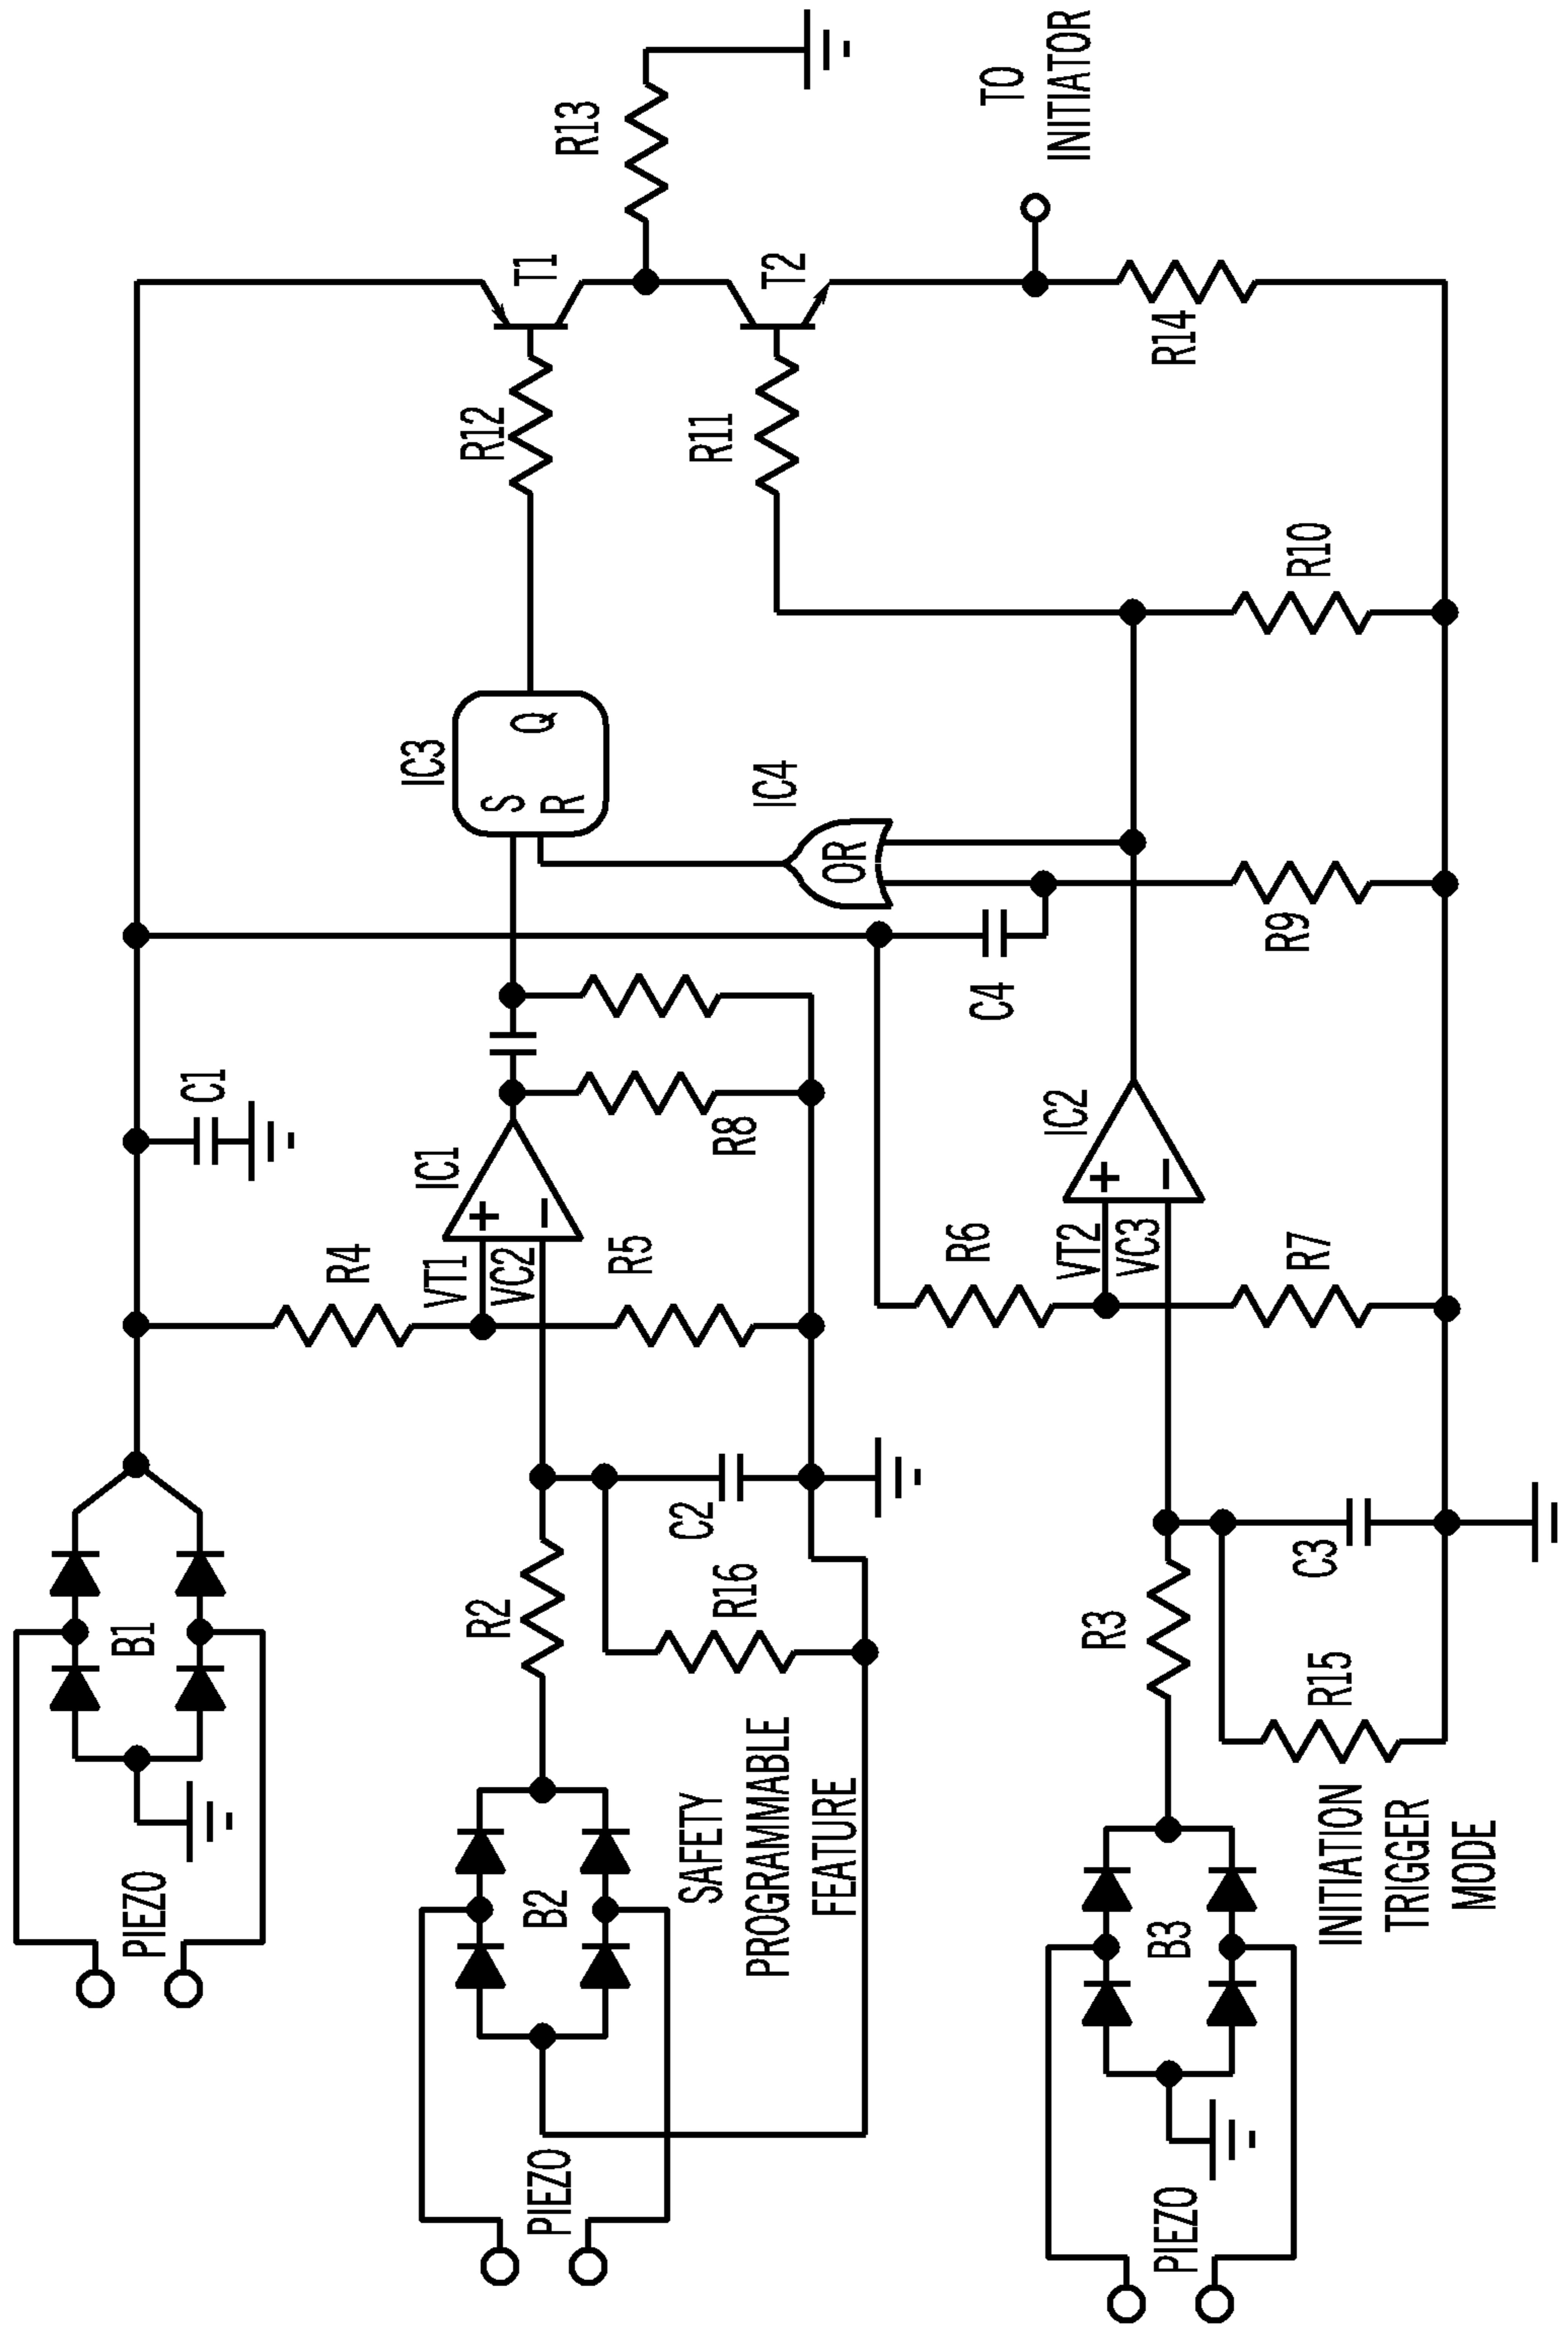 PIEZO
B1
C1
R4
VT1
VC2
IC1
R5
R8
IC3
S
R
Q
R12
T1
R13
PIEZO
B2
R2
R16
C2
SAFETY
PROGRAMMABLE
FEATURE
R11
T2
IC4
OR
C4
R6
VT2
VC3
IC2
R7
R9
R10
R14
TO
INITIATOR
PIEZO
B3
R3
C3
R15
INITIATION
TRIGGER
MODE